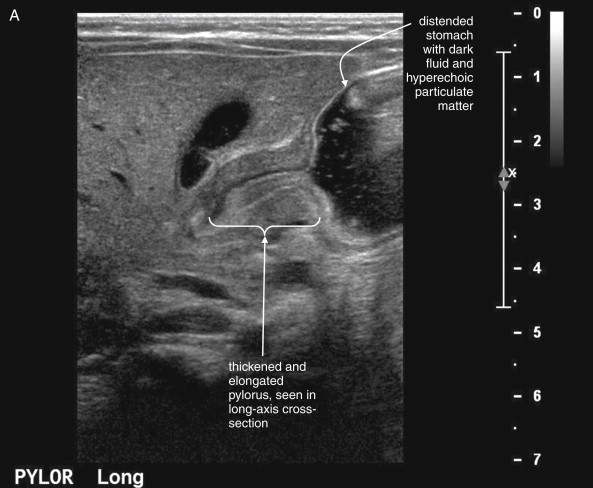 A
distended
stomach
with dark
fluid and
hyperechoic
particulate
matter
0
1
2
X
3
4
5
6
7
thickened and
elongated
pylorus, seen in
long-axis cross-
section
PYLOR Long